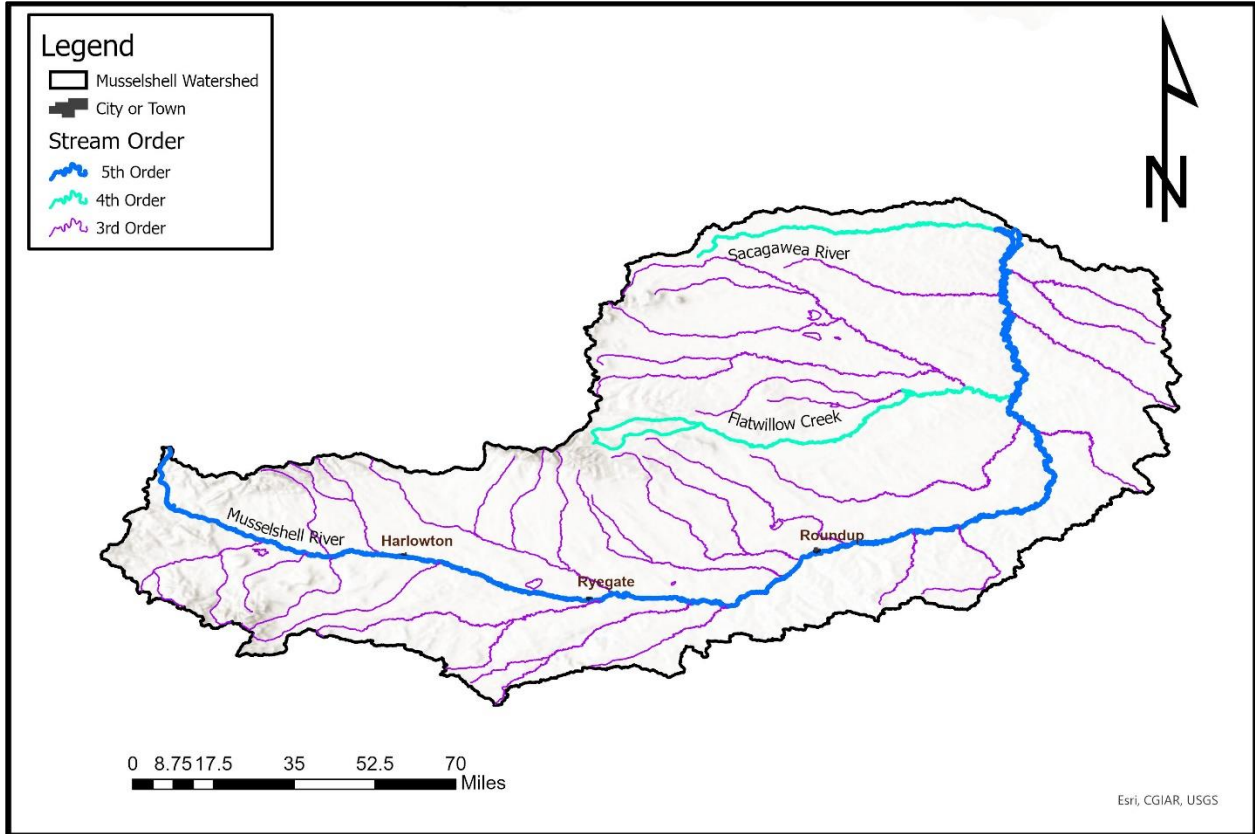 Legend
Musselshell Watershed
City or Town
Stream Order
5th Order
4th Order
3rd Order
N
Sacagawea River
Flatwillow Creek
Musselshell River
Harlowton
Roundup
Ryegate
0 8.75 17.5 35 52.5 70
Miles
Esri, CGIAR, USGS